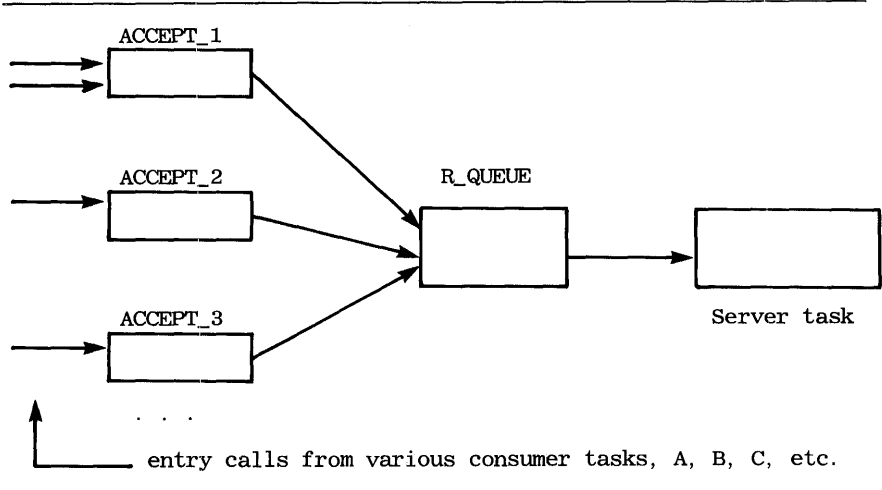 ACCEPT_1
ACCEPT_2
R_QUEUE
ACCEPT_3
Server task
. . .
entry calls from various consumer tasks, A, B, C, etc.